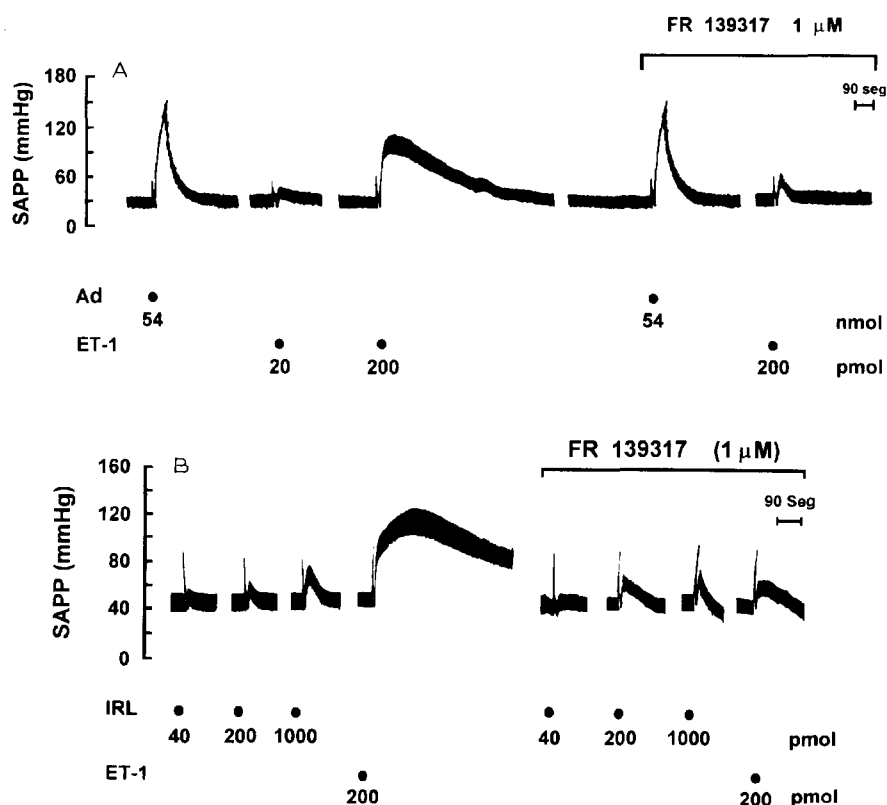 FR 139317 1 μM
A
90 seg
SAPP (mmHg)
180
120
60
0
Ad
54
54
nmol
ET-1
20
200
200
pmol
FR 139317 (1 μM)
B
90 Seg
SAPP (mmHg)
160
120
80
40
0
IRL
40
200
1000
40
200
1000
pmol
ET-1
200
200
pmol